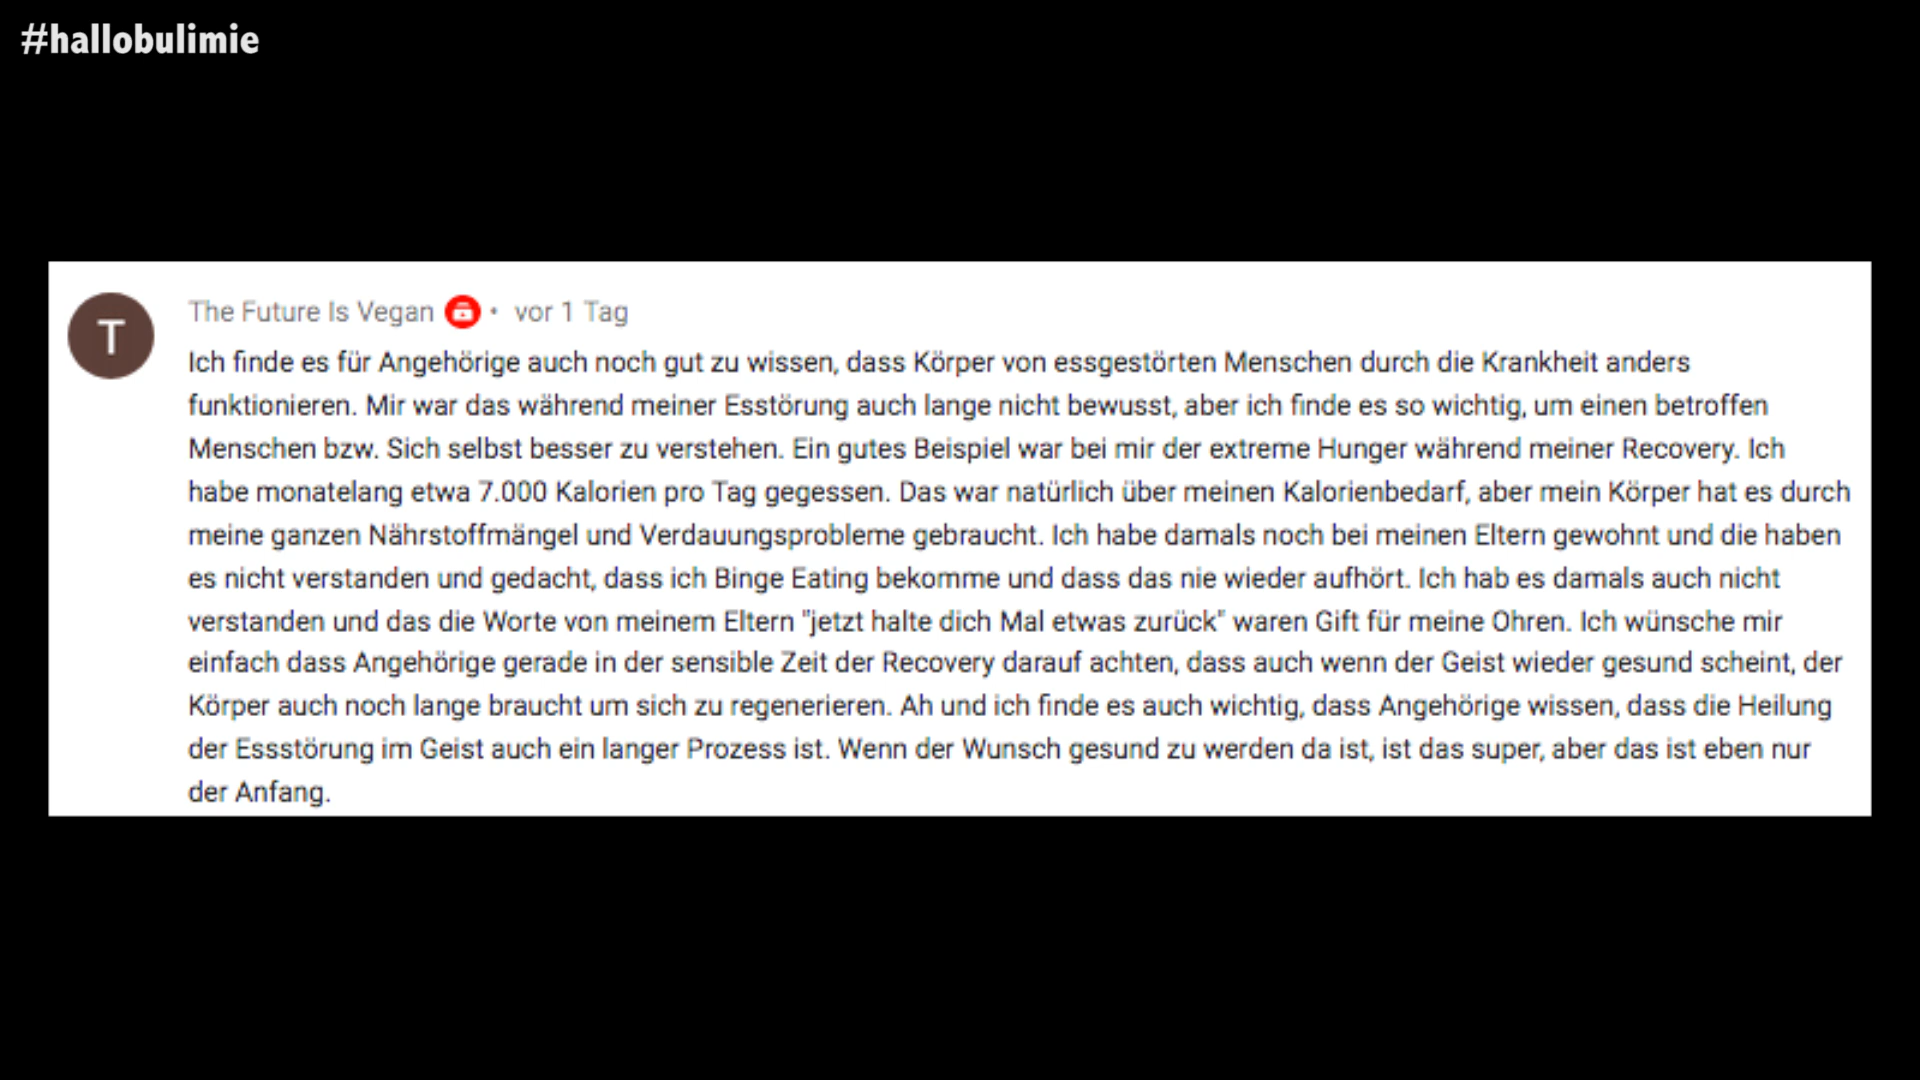 #hallobulimie
T
The Future Is Vegan • vor 1 Tag
Ich finde es für Angehörige auch noch gut zu wissen, dass Körper von essgestörten Menschen durch die Krankheit anders
funktionieren. Mir war das während meiner Esstörung auch lange nicht bewusst, aber ich finde es so wichtig, um einen betroffen
Menschen bzw. Sich selbst besser zu verstehen. Ein gutes Beispiel war bei mir der extreme Hunger während meiner Recovery. Ich
habe monatelang etwa 7.000 Kalorien pro Tag gegessen. Das war natürlich über meinen Kalorienbedarf, aber mein Körper hat es durch
meine ganzen Nährstoffmängel und Verdauungsprobleme gebraucht. Ich habe damals noch bei meinen Eltern gewohnt und die haben
es nicht verstanden und gedacht, dass ich Binge Eating bekomme und dass das nie wieder aufhört. Ich hab es damals auch nicht
verstanden und das die Worte von meinem Eltern "jetzt halte dich Mal etwas zurück" waren Gift für meine Ohren. Ich wünsche mir
einfach dass Angehörige gerade in der sensible Zeit der Recovery darauf achten, dass auch wenn der Geist wieder gesund scheint, der
Körper auch noch lange braucht um sich zu regenerieren. Ah und ich finde es auch wichtig, dass Angehörige wissen, dass die Heilung
der Essstörung im Geist auch ein langer Prozess ist. Wenn der Wunsch gesund zu werden da ist, ist das super, aber das ist eben nur
der Anfang.